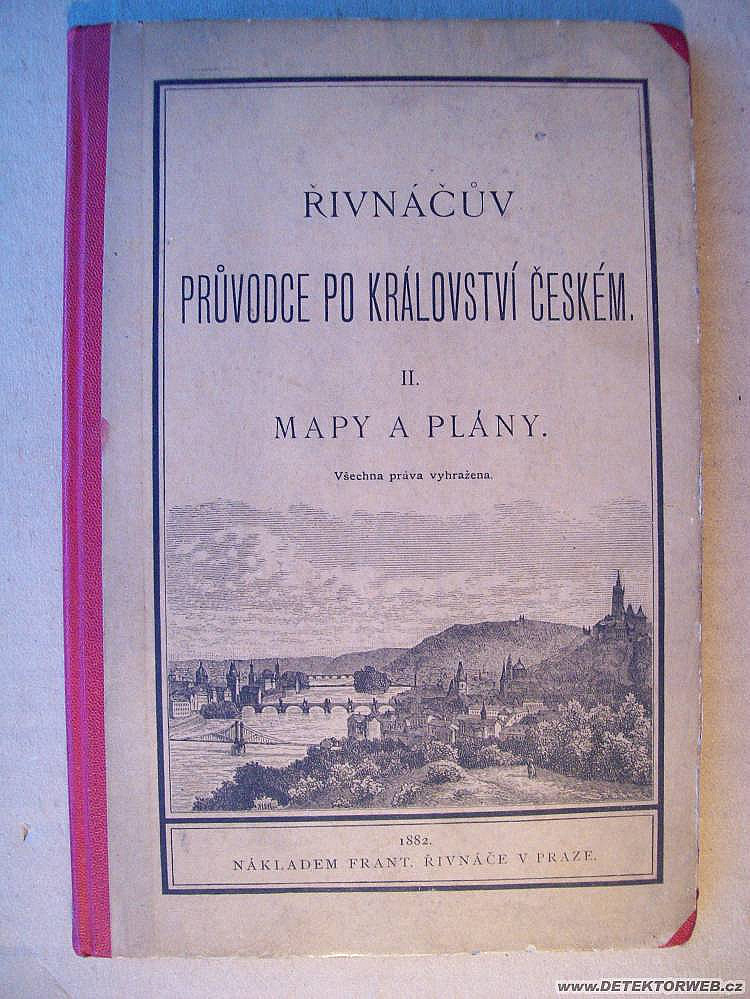 ŘIVNÁČŮV
PRŮVODCE PO KRÁLOVSTVÍ ČESKÉM.
II.
MAPY A PLÁNY.
Všechna práva vyhražena.
1882.
NÁKLADEM FRANT. ŘIVNÁČE V PRAZE.
www.DETEKTORWEB.cz